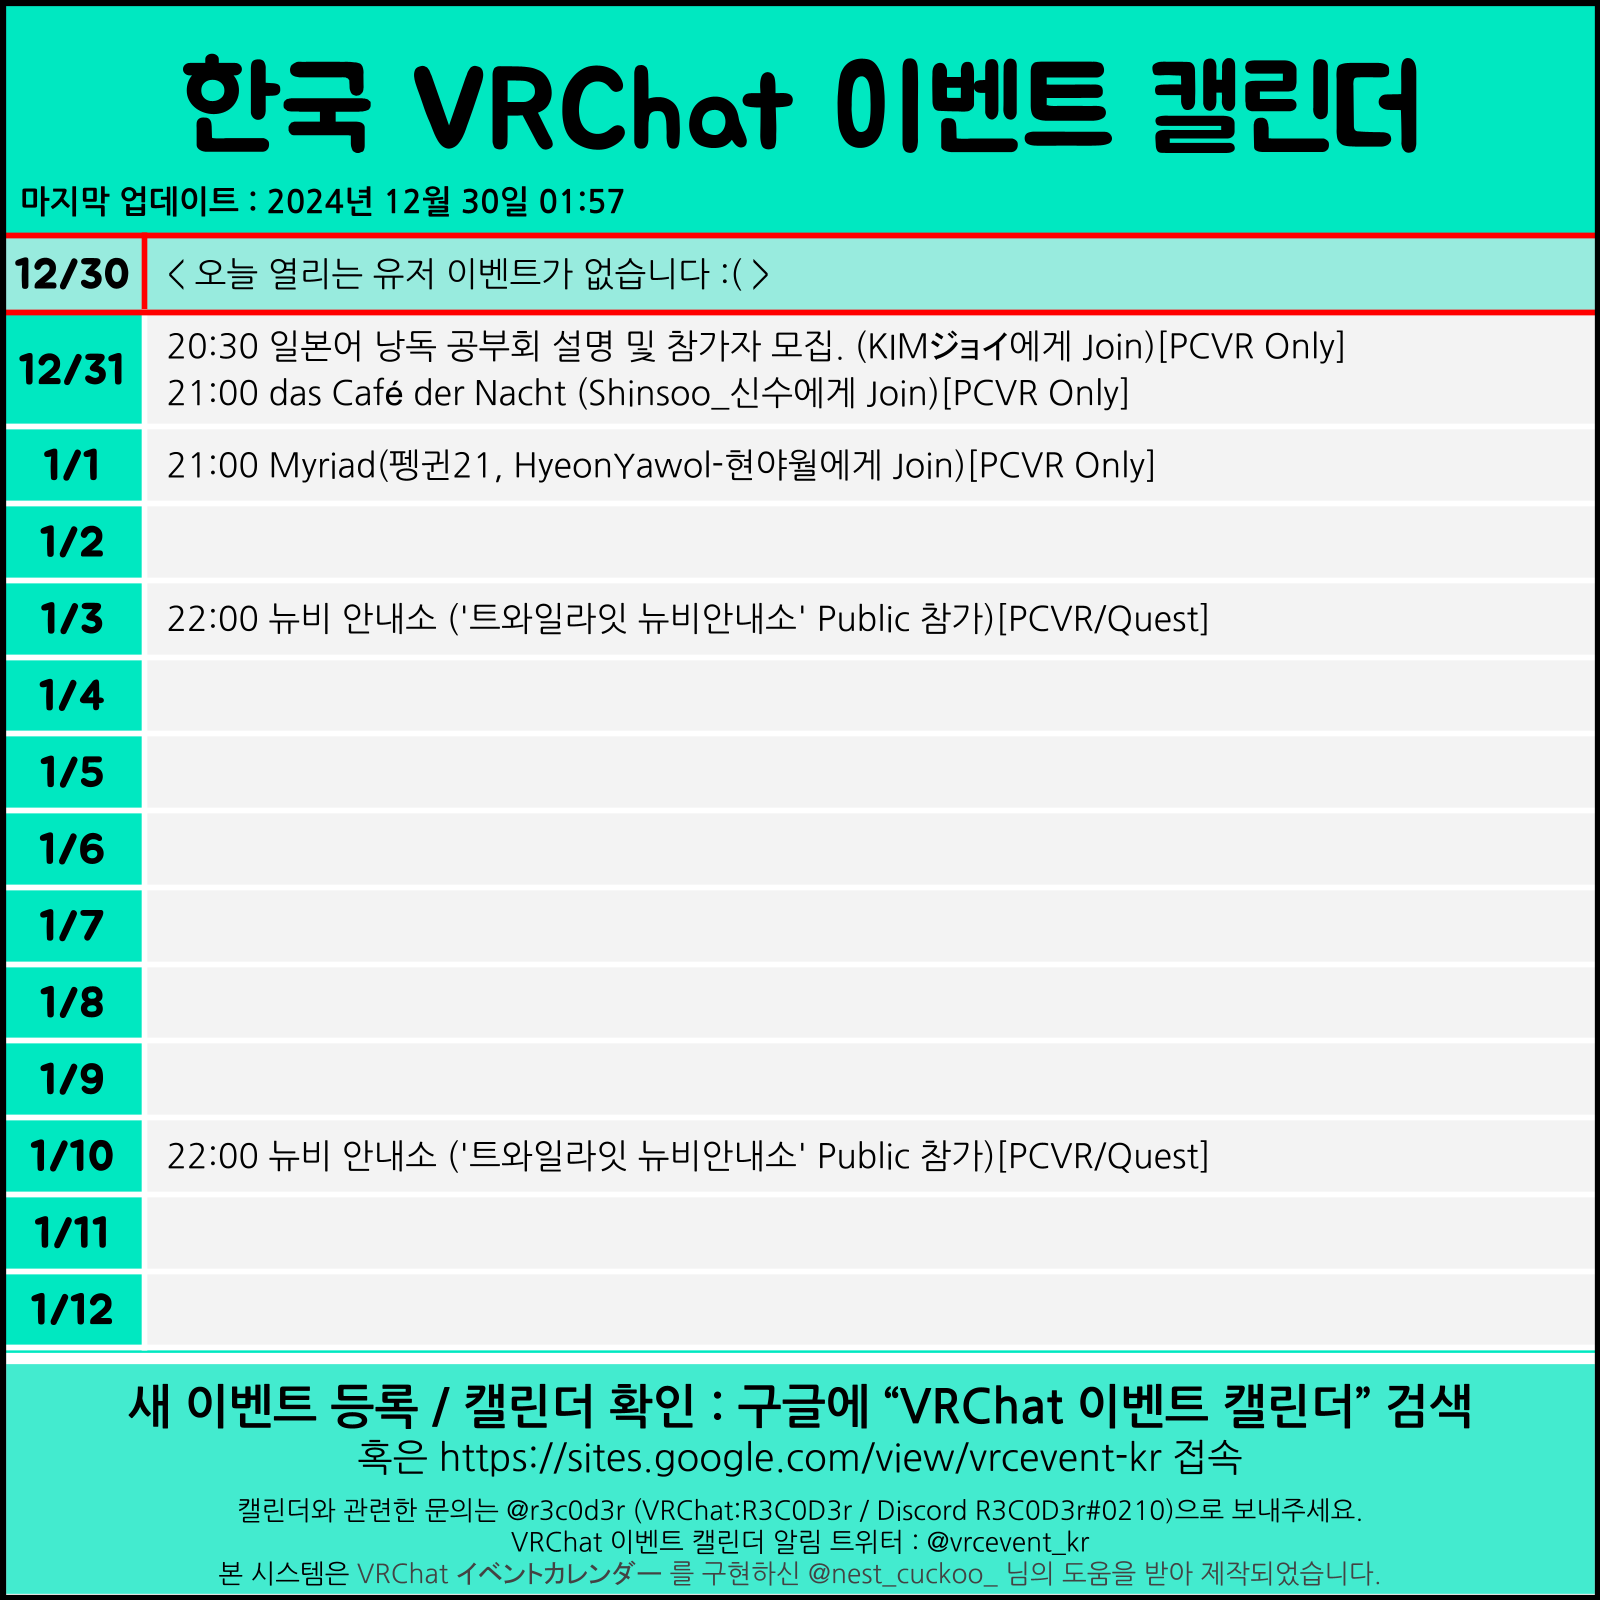 한국 VRChat 이벤트 캘린더
마지막 업데이트 : 2024년 12월 30일 01:57
12/30 < 오늘 열리는 유저 이벤트가 없습니다 :( >
12/31
20:30 일본어 낭독 공부회 설명 및 참가자 모집. (KIMジョイ에게 Join)[PCVR Only]
21:00 das Café der Nacht (Shinsoo_신수에게 Join)[PCVR Only]
1/1 21:00 Myriad(펭귄21, HyeonYawol-현야월에게 Join)[PCVR Only]
1/2
1/3 22:00 뉴비 안내소 ('트와일라잇 뉴비안내소' Public 참가)[PCVR/Quest]
1/4
1/5
1/6
1/7
1/8
1/9
1/10 22:00 뉴비 안내소 ('트와일라잇 뉴비안내소' Public 참가)[PCVR/Quest]
1/11
1/12
새 이벤트 등록 / 캘린더 확인 : 구글에 “VRChat 이벤트 캘린더” 검색
혹은 https://sites.google.com/view/vrcevent-kr 접속
캘린더와 관련한 문의는 @r3c0d3r (VRChat:R3C0D3r / Discord R3C0D3r#0210)으로 보내주세요.
VRChat 이벤트 캘린더 알림 트위터 : @vrcevent_kr
본 시스템은 VRChat イベントカレンダー 를 구현하신 @nest_cuckoo_ 님의 도움을 받아 제작되었습니다.